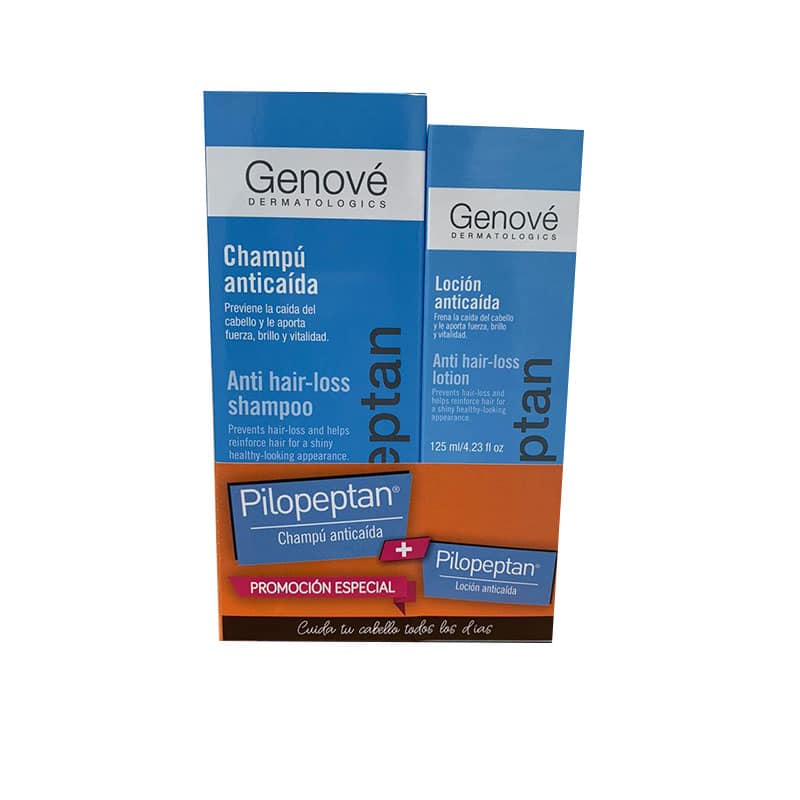 Genové
DERMATOLOGICS
Champú
anticaída
Previene la caída del
cabello y le aporta
fuerza, brillo y vitalidad.
Anti hair-loss
shampoo
Prevents hair-loss and helps
reinforce hair for a shiny
healthy-looking appearance.
eptan
Genové
DERMATOLOGICS
Loción
anticaída
Frena la caída del cabello
y le aporta fuerza, brillo
y vitalidad.
Anti hair-loss
lotion
Prevents hair-loss and
helps reinforce hair for
a shiny healthy-looking
appearance.
125 ml/4.23 fl oz
ptan
Pilopeptan®
Champú anticaída
+
Pilopeptan®
Loción anticaída
PROMOCIÓN ESPECIAL
Cuida tu cabello todos los días